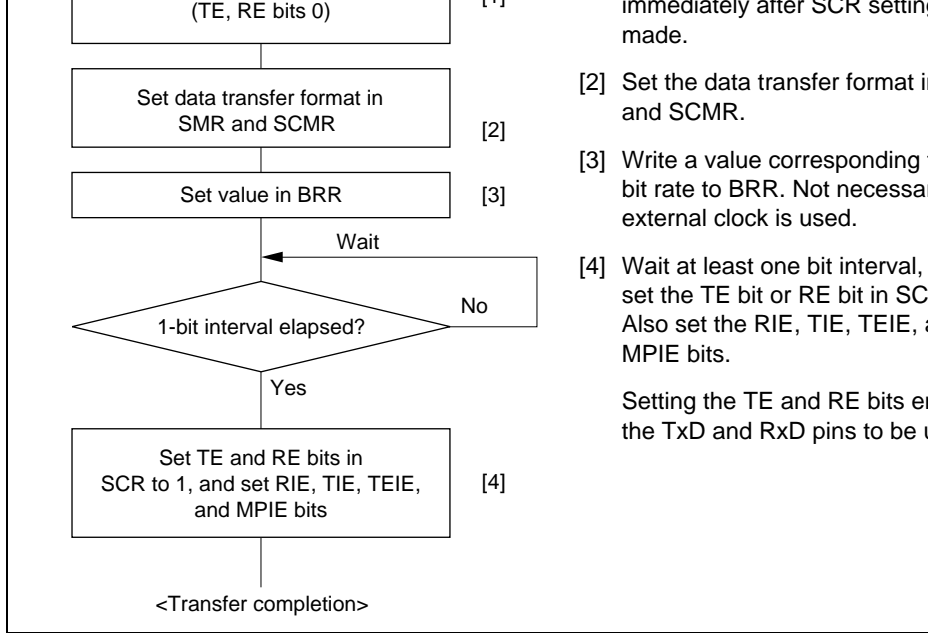 (TE, RE bits 0)
Set data transfer format in
SMR and SCMR
[2]
Set value in BRR
[3]
Wait
1-bit interval elapsed?
No
Yes
Set TE and RE bits in
SCR to 1, and set RIE, TIE, TEIE,
and MPIE bits
[4]
<Transfer completion>
immediately after SCR setting
made.
[2] Set the data transfer format
and SCMR.
[3] Write a value corresponding
bit rate to BRR. Not
external clock is used.
[4] Wait at least one bit interval,
set the TE bit or RE bit in
Also set the RIE, TIE, TEIE,
MPIE bits.
Setting the TE and RE bits
the TxD and RxD pins to be